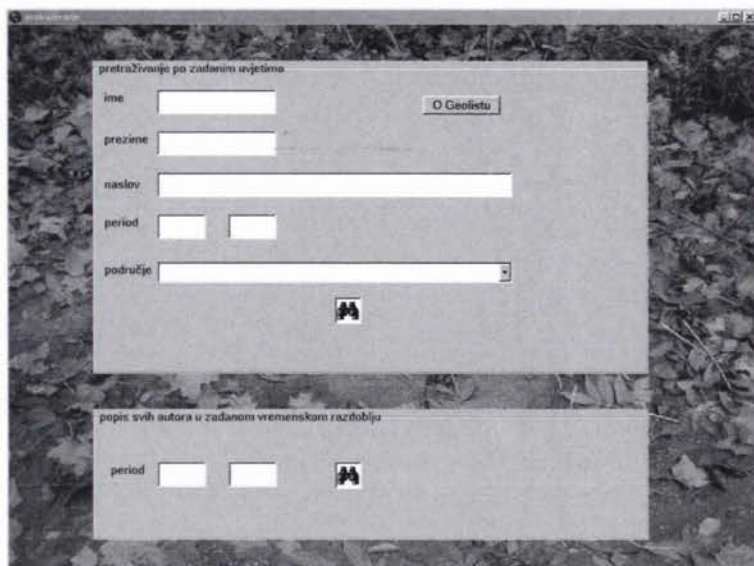 pretraživanje po zadanim uvjetima
ime
O Geolistu
prezime
naslov
period
područje
popis svih autora u zadanom vremenskom razdoblju
period